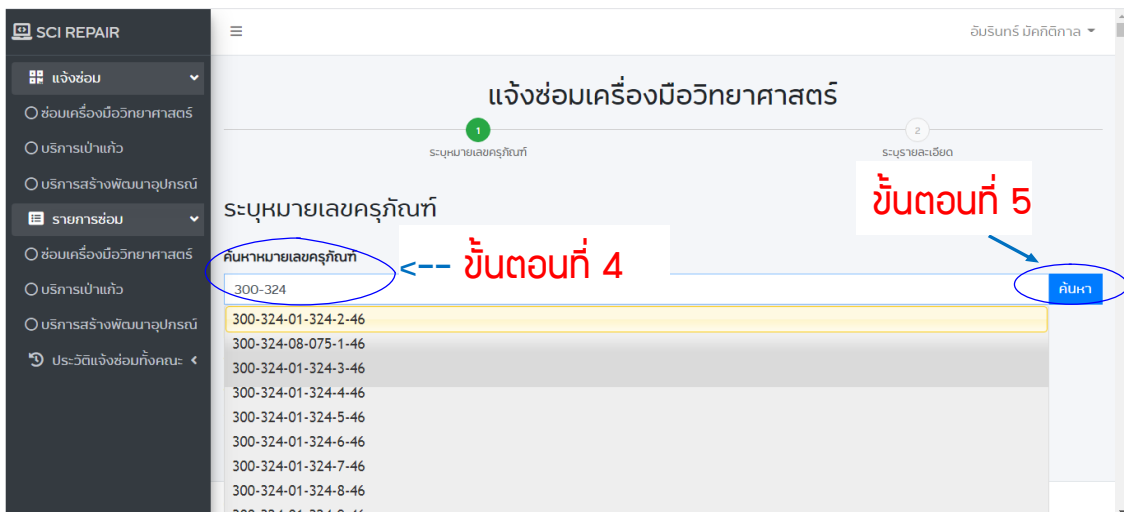 SCI REPAIR
อัมรินทร์ มัคกิติกาล
แจ้งซ่อม
ซ่อมเครื่องมือวิทยาศาสตร์
บริการเป่าแก้ว
บริการสร้างพัฒนาอุปกรณ์
รายการซ่อม
ซ่อมเครื่องมือวิทยาศาสตร์
บริการเป่าแก้ว
บริการสร้างพัฒนาอุปกรณ์
ประวัติแจ้งซ่อมทั้งคณะ
แจ้งซ่อมเครื่องมือวิทยาศาสตร์
1
2
ระบุหมายเลขครุภัณฑ์
ระบุรายละเอียด
ขั้นตอนที่ 5
ระบุหมายเลขครุภัณฑ์
ค้นหาหมายเลขครุภัณฑ์
<-- ขั้นตอนที่ 4
300-324
ค้นหา
300-324-01-324-2-46
300-324-08-075-1-46
300-324-01-324-3-46
300-324-01-324-4-46
300-324-01-324-5-46
300-324-01-324-6-46
300-324-01-324-7-46
300-324-01-324-8-46